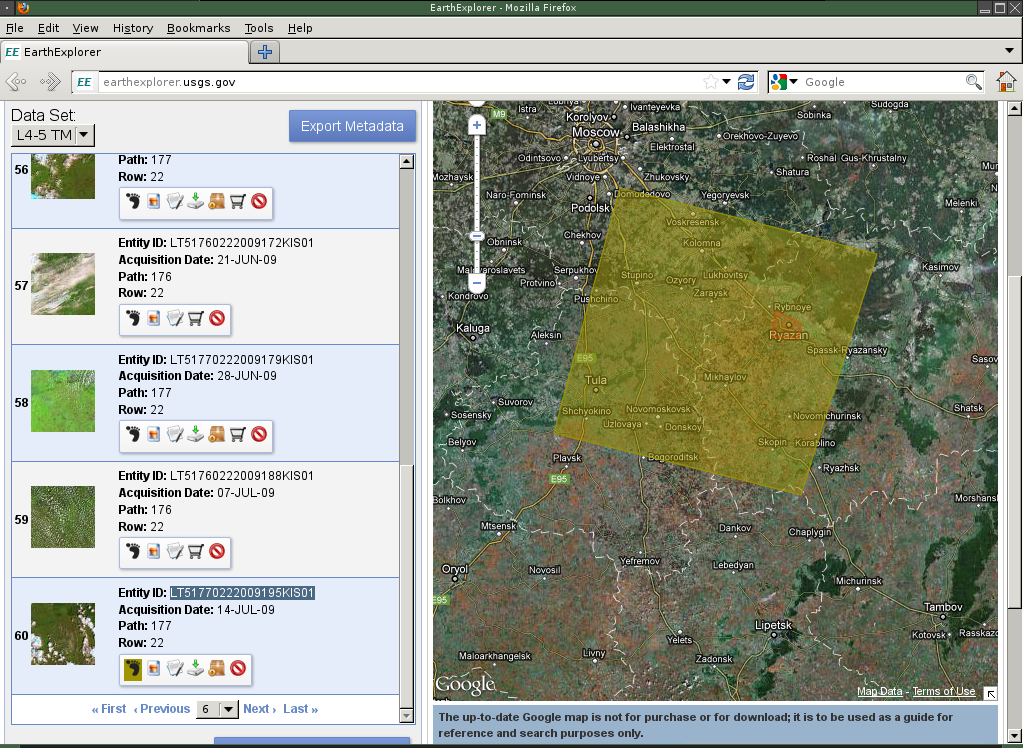 EarthExplorer - Mozilla Firefox
File Edit View History Bookmarks Tools Help
EE EarthExplorer
EE earthexplorer.usgs.gov
Google
Data Set:
L4-5 TM
Export Metadata
56
Path: 177
Row: 22
57
Entity ID: LT51760222009172KIS01
Acquisition Date: 21-JUN-09
Path: 176
Row: 22
58
Entity ID: LT51770222009179KIS01
Acquisition Date: 28-JUN-09
Path: 177
Row: 22
59
Entity ID: LT51760222009188KIS01
Acquisition Date: 07-JUL-09
Path: 176
Row: 22
60
Entity ID: LT51770222009195KIS01
Acquisition Date: 14-JUL-09
Path: 177
Row: 22
« First ‹ Previous 6 Next › Last »
Istra
M9
Ivanteyevka
Sudogda
Korolyov
Sobinka
Moscow
Balashikha
Orekhovo-Zuyevo
Elektrostal
Odintsovo
Lyubertsy
Roshal
Gus-Khrustalny
Vidnoye
Zhukovsky
Shatura
Mozhaysk
Naro-Fominsk
Domodedovo
Yegoryevsk
Melenki
Podolsk
Voskresensk
Chekhov
Kolomna
Obninsk
Kasimov
Maloyaroslavets
Serpukhov
Stupino
Lukhovitsy
Protvino
Ozyory
Kondrovo
Pushchino
Zaraysk
Rybnoye
Kaluga
Aleksin
Ryazan
E95
Spassk-Ryazansky
Tula
Mikhaylov
Suvorov
Shchyokino
Novomoskovsk
Shatsk
Sosensky
Uzlovaya
Donskoy
Novomichurinsk
Belyov
Skopin
Korablino
Plavsk
Bogoroditsk
Ryazhsk
E95
Bolkhov
Morshansk
Mtsensk
Dankov
Chaplygin
Yefremov
Oryol
Novosil
Lebedyan
Michurinsk
E95
Tambov
Lipetsk
Kotovsk
Rasskazo
Yelets
Maloarkhangelsk
Livny
Zadonsk
Google
Map Data - Terms of Use
The up-to-date Google map is not for purchase or for download; it is to be used as a guide for
reference and search purposes only.